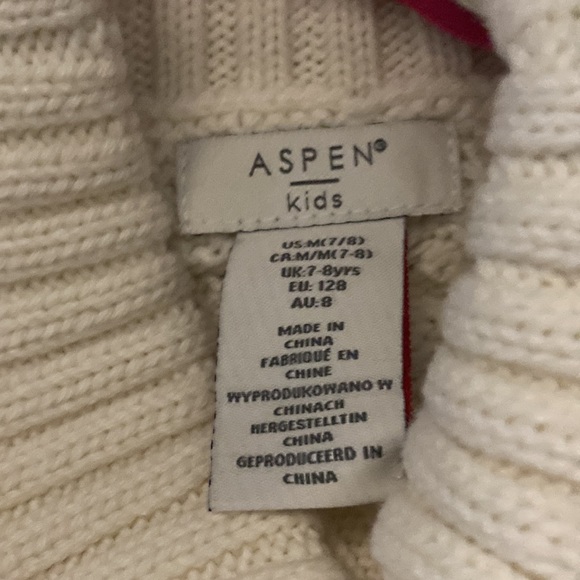 ASPEN®
kids
US:M(7/8)
CA:M/M(7-8)
UK:7-8yrs
EU: 128
AU:8
MADE IN
CHINA
FABRIQUÉ EN
CHINE
WYPRODUKOWANO W
CHINACH
HERGESTELLTIN
CHINA
GEPRODUCEERD IN
CHINA